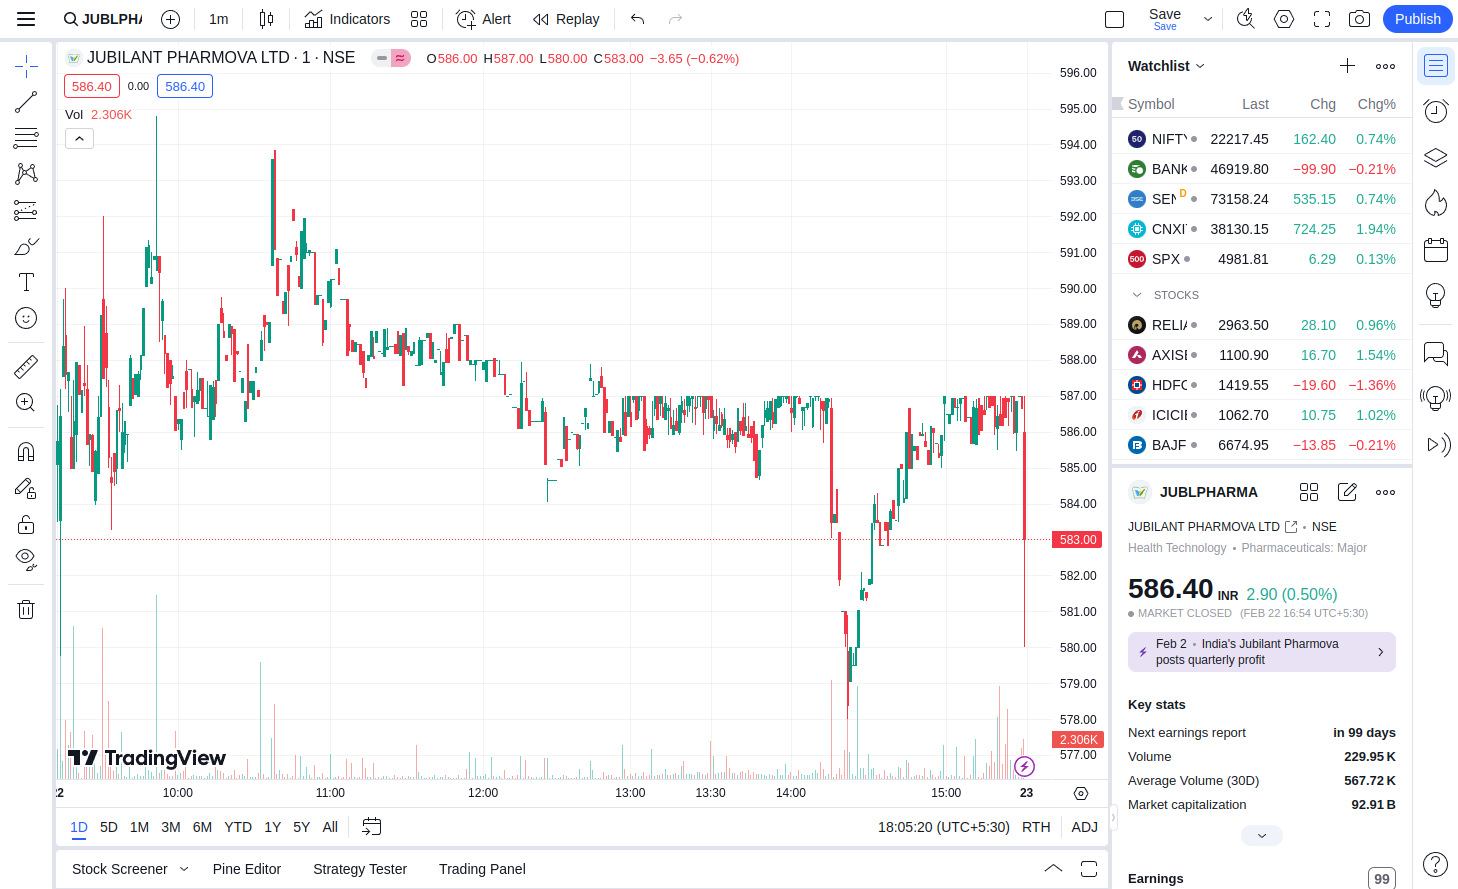 JUBLPHA 1m Indicators Alert Replay Save Save Publish
JUBILANT PHARMOVA LTD · 1 · NSE O586.00 H587.00 L580.00 C583.00 −3.65 (−0.62%)
586.40 0.00 586.40
Vol 2.306K
596.00
595.00
594.00
593.00
592.00
591.00
590.00
589.00
588.00
587.00
586.00
585.00
584.00
583.00
582.00
581.00
580.00
579.00
578.00
2.306K
577.00
TradingView
22 10:00 11:00 12:00 13:00 13:30 14:00 15:00 23
1D 5D 1M 3M 6M YTD 1Y 5Y All 18:05:20 (UTC+5:30) RTH ADJ
Stock Screener Pine Editor Strategy Tester Trading Panel
Watchlist
Symbol Last Chg Chg%
50 NIFTY 22217.45 162.40 0.74%
BANK 46919.80 −99.90 −0.21%
SEN D 73158.24 535.15 0.74%
CNXI 38130.15 724.25 1.94%
500 SPX 4981.81 6.29 0.13%
STOCKS
RELIA 2963.50 28.10 0.96%
AXISE 1100.90 16.70 1.54%
HDFC 1419.55 −19.60 −1.36%
ICICIE 1062.70 10.75 1.02%
BAJF 6674.95 −13.85 −0.21%
JUBLPHARMA
JUBILANT PHARMOVA LTD • NSE
Health Technology • Pharmaceuticals: Major
586.40 INR 2.90 (0.50%)
MARKET CLOSED (FEB 22 16:54 UTC+5:30)
Feb 2 • India's Jubilant Pharmova
posts quarterly profit
Key stats
Next earnings report in 99 days
Volume 229.95 K
Average Volume (30D) 567.72 K
Market capitalization 92.91 B
Earnings 99